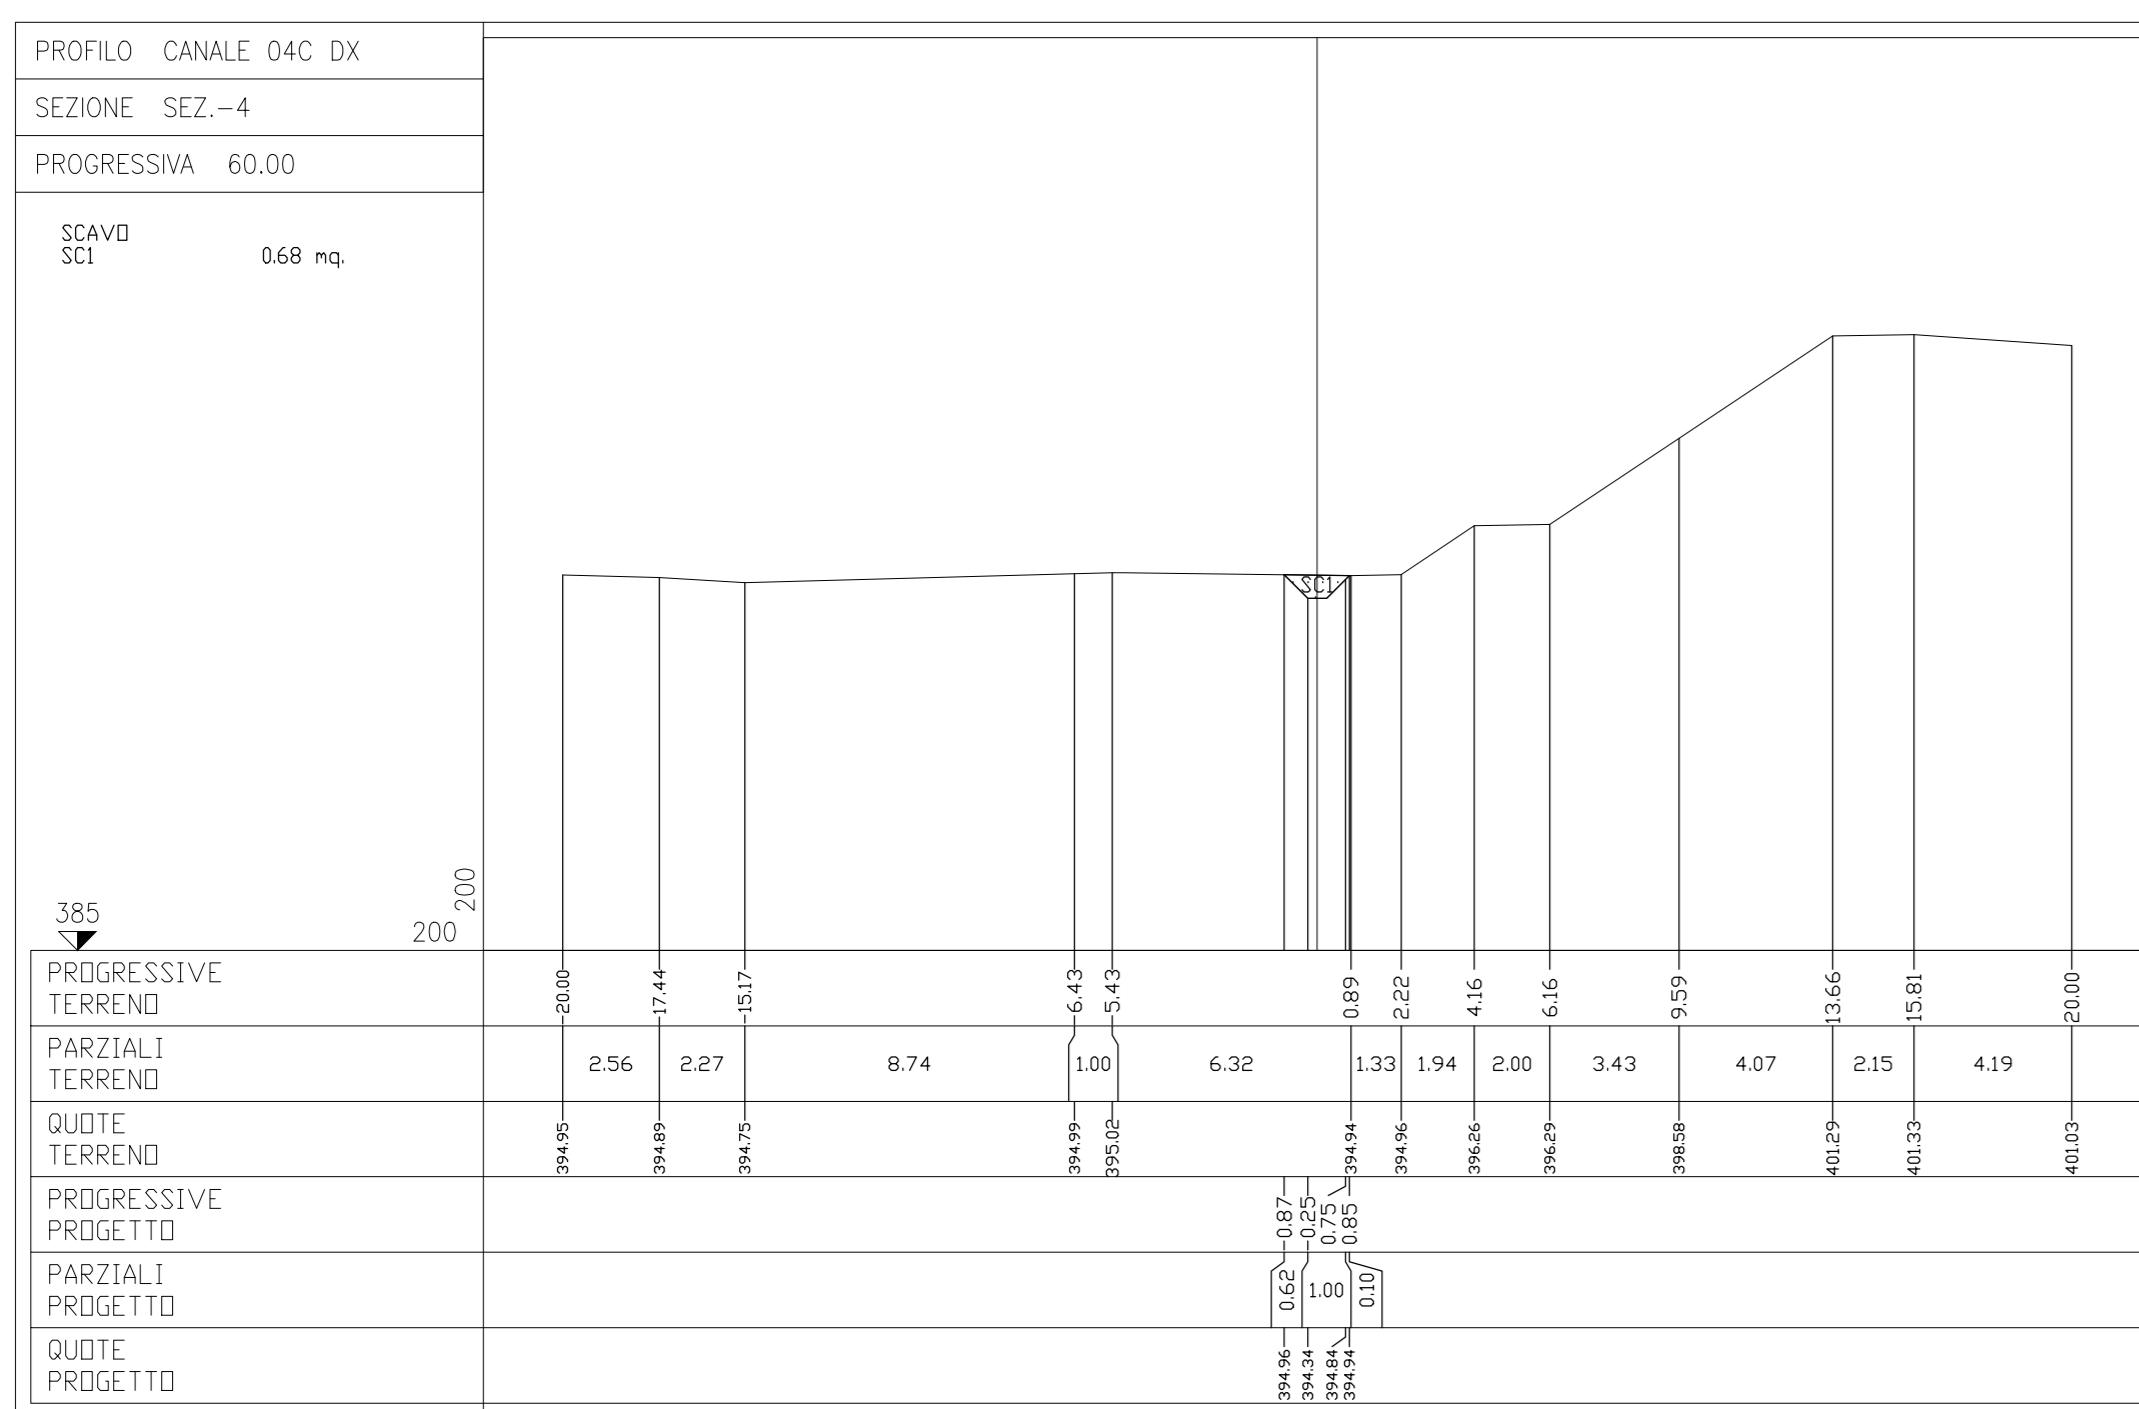 PROFILO CANALE 04C DX
SEZIONE SEZ.-4
PROGRESSIVA 60.00
SCAVO
SC1 0.68 mq.
SC1
200
385
200
PROGRESSIVE
TERRENO
-20.00 -17.44 -15.17 -6.43 -5.43 0.89 2.22 4.16 6.16 9.59 13.66 15.81 20.00
PARZIALI
TERRENO
2.56 2.27 8.74 1.00 6.32 1.33 1.94 2.00 3.43 4.07 2.15 4.19
QUOTE
TERRENO
394.95 394.89 394.75 394.99 395.02 394.94 394.96 396.26 396.29 398.58 401.29 401.33 401.03
PROGRESSIVE
PROGETTO
-0.87 -0.25 0.75 0.85
PARZIALI
PROGETTO
0.62 1.00 0.10
QUOTE
PROGETTO
394.96 394.34 394.84 394.94